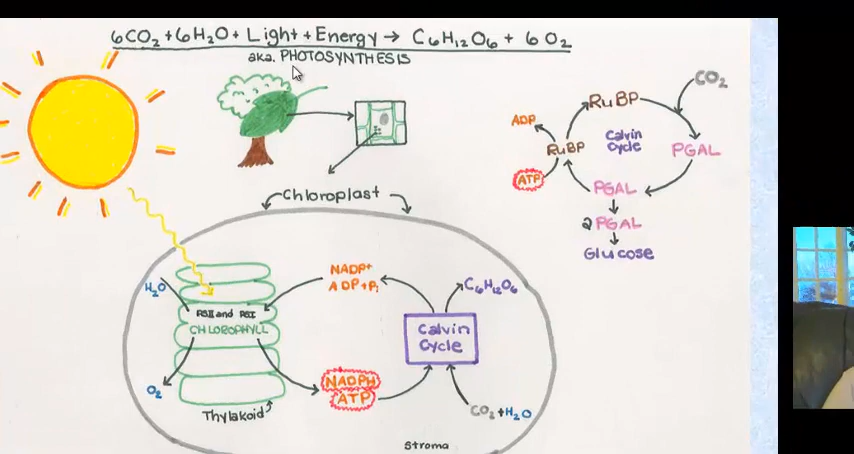 6CO₂ + 6H₂O + Light + Energy → C₆H₁₂O₆ + 6O₂
aka. PHOTOSYNTHESIS
CO₂
RuBP
ADP
Calvin
Cycle
RuBP
PGAL
ATP
PGAL
2 PGAL
Glucose
Chloroplast
H₂O
NADP+
ADP+Pi
C₆H₁₂O₆
PSII and PSI
CHLOROPHYLL
Calvin
Cycle
NADPH
ATP
O₂
CO₂ + H₂O
Thylakoid
Stroma